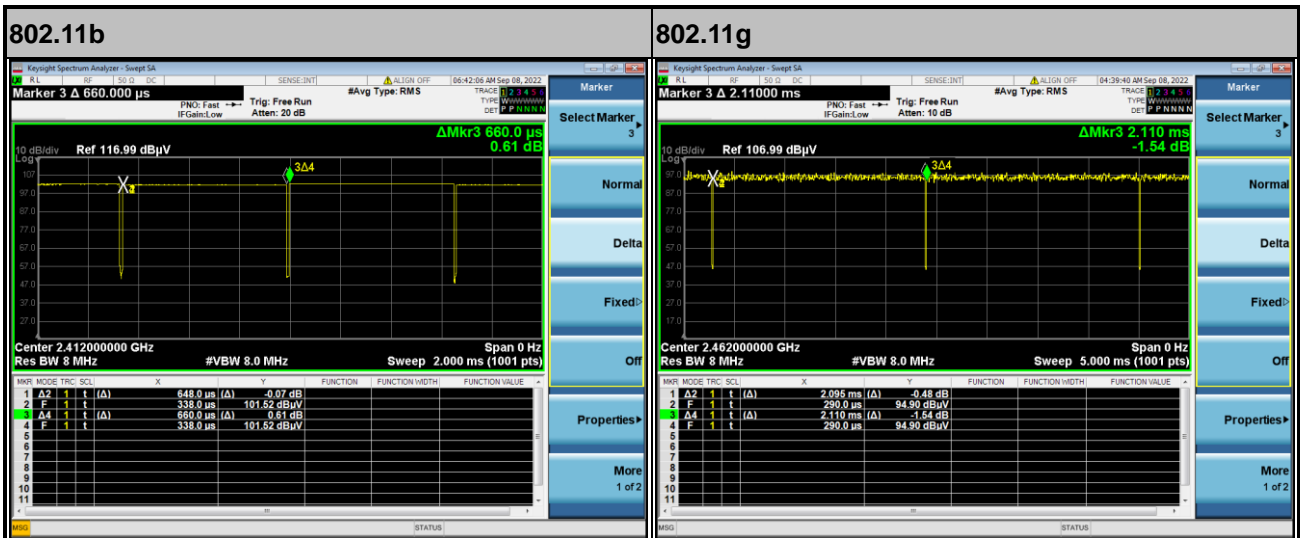 802.11b
Keysight Spectrum Analyzer - Swept SA
RL RF 50 Ω DC SENSE:INT ALIGN OFF 06:42:06 AM Sep 08, 2022
Marker 3 Δ 660.000 µs
#Avg Type: RMS
TRACE 1 2 3 4 5 6
TYPE WWWWWW
DET P P N N N N
PNO: Fast
IFGain:Low
Trig: Free Run
Atten: 20 dB
ΔMkr3 660.0 µs
0.61 dB
10 dB/div
Log
Ref 116.99 dBµV
107
97.0
87.0
77.0
67.0
57.0
47.0
37.0
27.0
3Δ4
Center 2.412000000 GHz
Span 0 Hz
Res BW 8 MHz
#VBW 8.0 MHz
Sweep 2.000 ms (1001 pts)
MKR MODE TRC SCL X Y FUNCTION FUNCTION WIDTH FUNCTION VALUE
1 Δ2 1 t (Δ) 648.0 µs (Δ) -0.07 dB
2 F 1 t 338.0 µs 101.52 dBµV
3 Δ4 1 t (Δ) 660.0 µs (Δ) 0.61 dB
4 F 1 t 338.0 µs 101.52 dBµV
5
6
7
8
9
10
11
MSG
STATUS
Marker
Select Marker
3
Normal
Delta
Fixed
Off
Properties
More
1 of 2
802.11g
Keysight Spectrum Analyzer - Swept SA
RL RF 50 Ω DC SENSE:INT ALIGN OFF 04:39:40 AM Sep 08, 2022
Marker 3 Δ 2.11000 ms
#Avg Type: RMS
TRACE 1 2 3 4 5 6
TYPE WWWWWW
DET P P N N N N
PNO: Fast
IFGain:Low
Trig: Free Run
Atten: 10 dB
ΔMkr3 2.110 ms
-1.54 dB
10 dB/div
Log
Ref 106.99 dBµV
97.0
87.0
77.0
67.0
57.0
47.0
37.0
27.0
17.0
3Δ4
Center 2.462000000 GHz
Span 0 Hz
Res BW 8 MHz
#VBW 8.0 MHz
Sweep 5.000 ms (1001 pts)
MKR MODE TRC SCL X Y FUNCTION FUNCTION WIDTH FUNCTION VALUE
1 Δ2 1 t (Δ) 2.095 ms (Δ) -0.48 dB
2 F 1 t 290.0 µs 94.90 dBµV
3 Δ4 1 t (Δ) 2.110 ms (Δ) -1.54 dB
4 F 1 t 290.0 µs 94.90 dBµV
5
6
7
8
9
10
11
MSG
STATUS
Marker
Select Marker
3
Normal
Delta
Fixed
Off
Properties
More
1 of 2